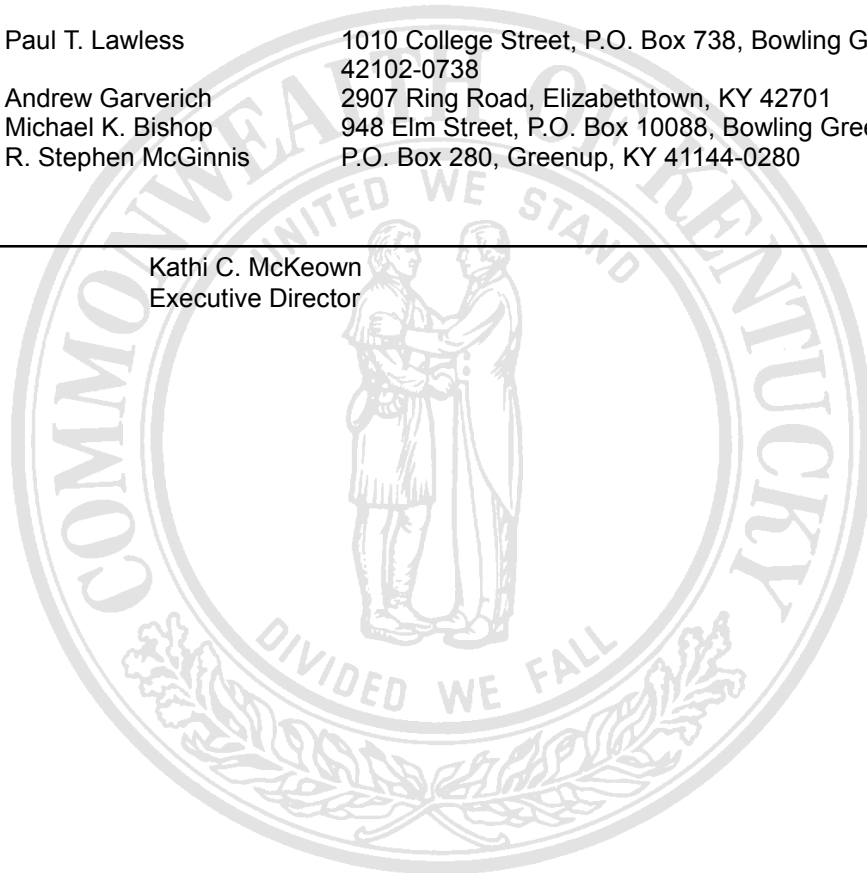 Paul T. Lawless 1010 College Street, P.O. Box 738, Bowling
42102-0738
Andrew Garverich 2907 Ring Road, Elizabethtown, KY 42701
Michael K. Bishop 948 Elm Street, P.O. Box 10088, Bowling
R. Stephen McGinnis P.O. Box 280, Greenup, KY 41144-0280
Kathi C. McKeown
Executive Director
COMMONWEALTH OF KENTUCKY
UNITED WE STAND
DIVIDED WE FALL